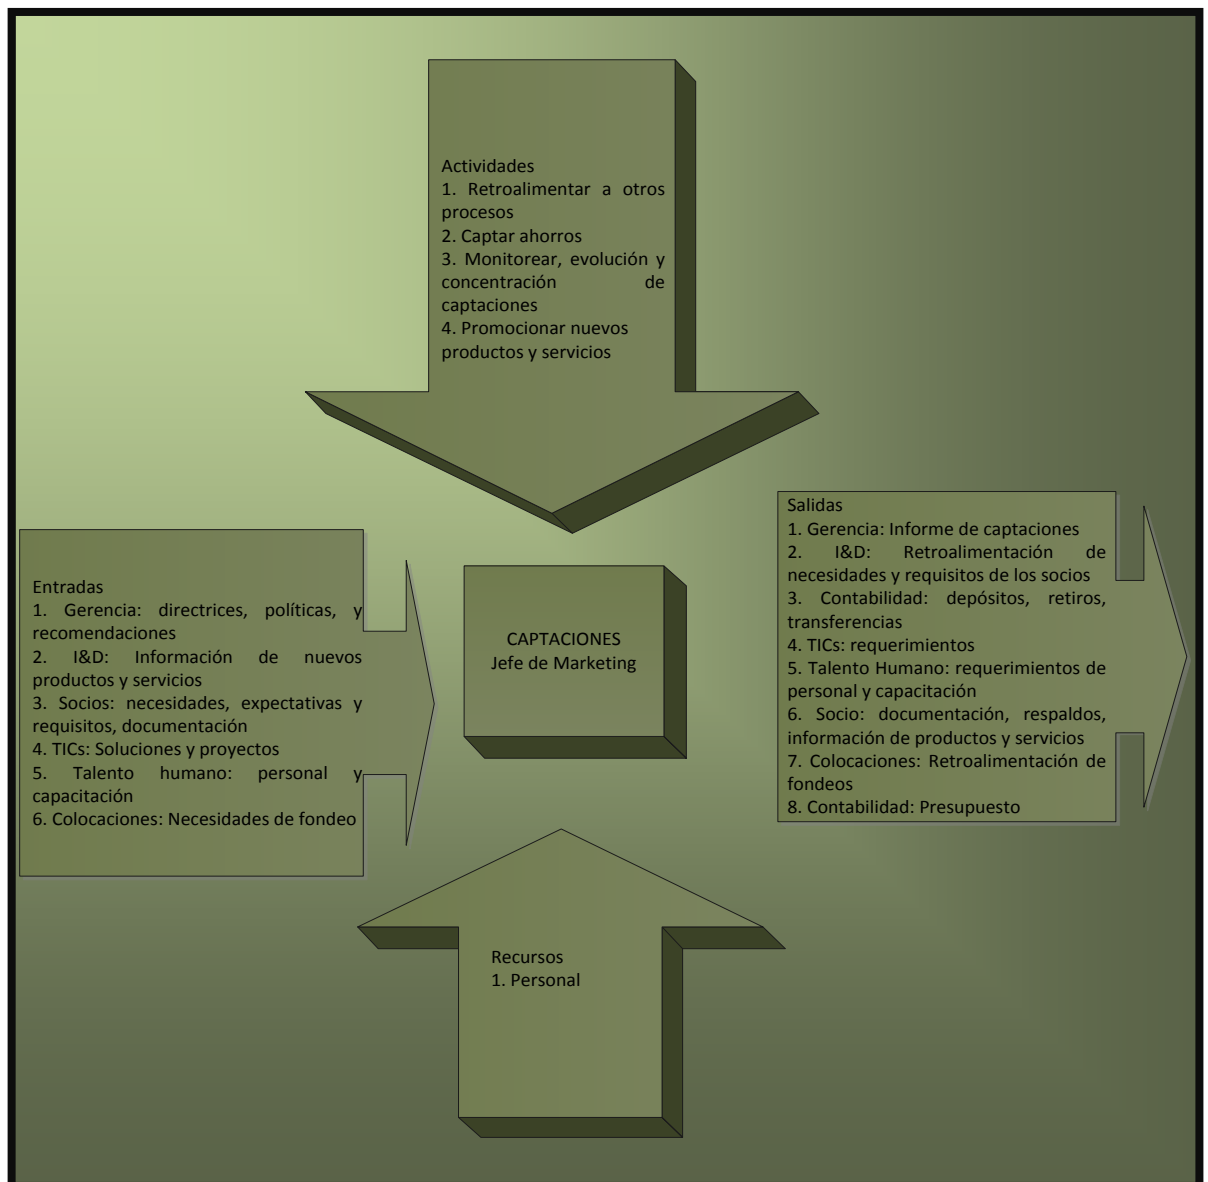 Actividades
1. Retroalimentar a otros
procesos
2. Captar ahorros
3. Monitorear, evolución y
concentración de
captaciones
4. Promocionar nuevos
productos y servicios
Entradas
1. Gerencia: directrices, políticas, y
recomendaciones
2. I&D: Información de nuevos
productos y servicios
3. Socios: necesidades, expectativas y
requisitos, documentación
4. TICs: Soluciones y proyectos
5. Talento humano: personal y
capacitación
6. Colocaciones: Necesidades de fondeo
CAPTACIONES
Jefe de Marketing
Salidas
1. Gerencia: Informe de captaciones
2. I&D: Retroalimentación de
necesidades y requisitos de los socios
3. Contabilidad: depósitos, retiros,
transferencias
4. TICs: requerimientos
5. Talento Humano: requerimientos de
personal y capacitación
6. Socio: documentación, respaldos,
información de productos y servicios
7. Colocaciones: Retroalimentación de
fondeos
8. Contabilidad: Presupuesto
Recursos
1. Personal